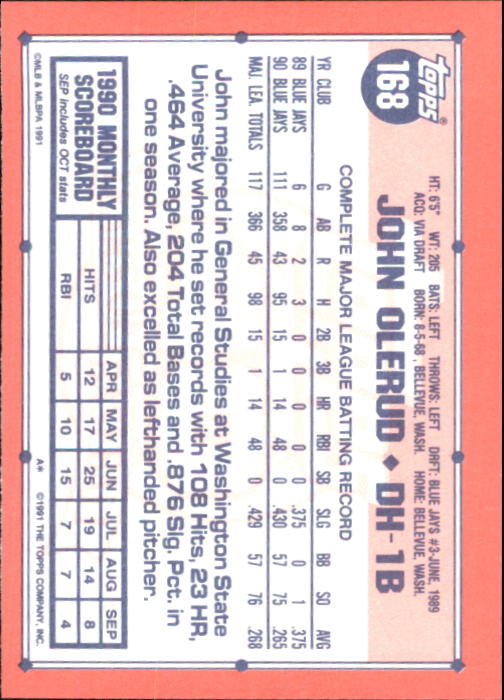 topps®
168
HT: 6'5" WT: 205 BATS: LEFT THROWS: LEFT DRFT: BLUE JAYS #3-JUNE, 1989
ACQ: VIA DRAFT BORN: 8-5-68, BELLEVUE, WASH. HOME: BELLEVUE, WASH.
JOHN OLERUD ♦ DH-1B
COMPLETE MAJOR LEAGUE BATTING RECORD
YR CLUB G AB R H 2B 3B HR RBI SB SLG BB SO AVG
89 BLUE JAYS 6 8 2 3 0 0 0 0 0 .375 0 1 .375
90 BLUE JAYS 111 358 43 95 15 1 14 48 0 .430 57 75 .265
MAJ. LEA. TOTALS 117 366 45 98 15 1 14 48 0 .429 57 76 .268
John majored in General Studies at Washington State
University where he set records with 108 Hits, 23 HR,
.464 Average, 204 Total Bases and .876 Slg. Pct. in
one season. Also excelled as lefthanded pitcher.
1990 MONTHLY
SCOREBOARD
SEP includes OCT stats
APR MAY JUN JUL AUG SEP
HITS 12 17 25 19 14 8
RBI 5 10 15 7 7 4
©MLB & MLBPA 1991
A* ©1991 THE TOPPS COMPANY, INC.